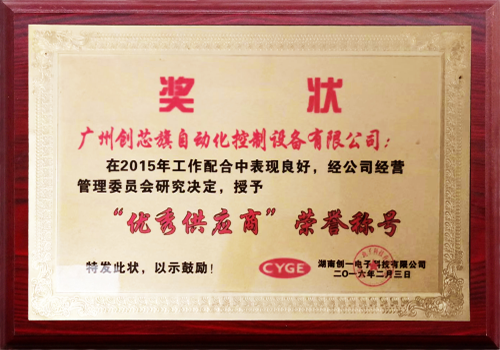 奖 状
广州创芯旗自动化控制设备有限公司：
在2015年工作配合中表现良好，经公司经营
管理委员会研究决定，授予
“优秀供应商” 荣誉称号
特发此状，以示鼓励！
CYGE
湖南创一电子科技有限公司
二〇一六年二月三日